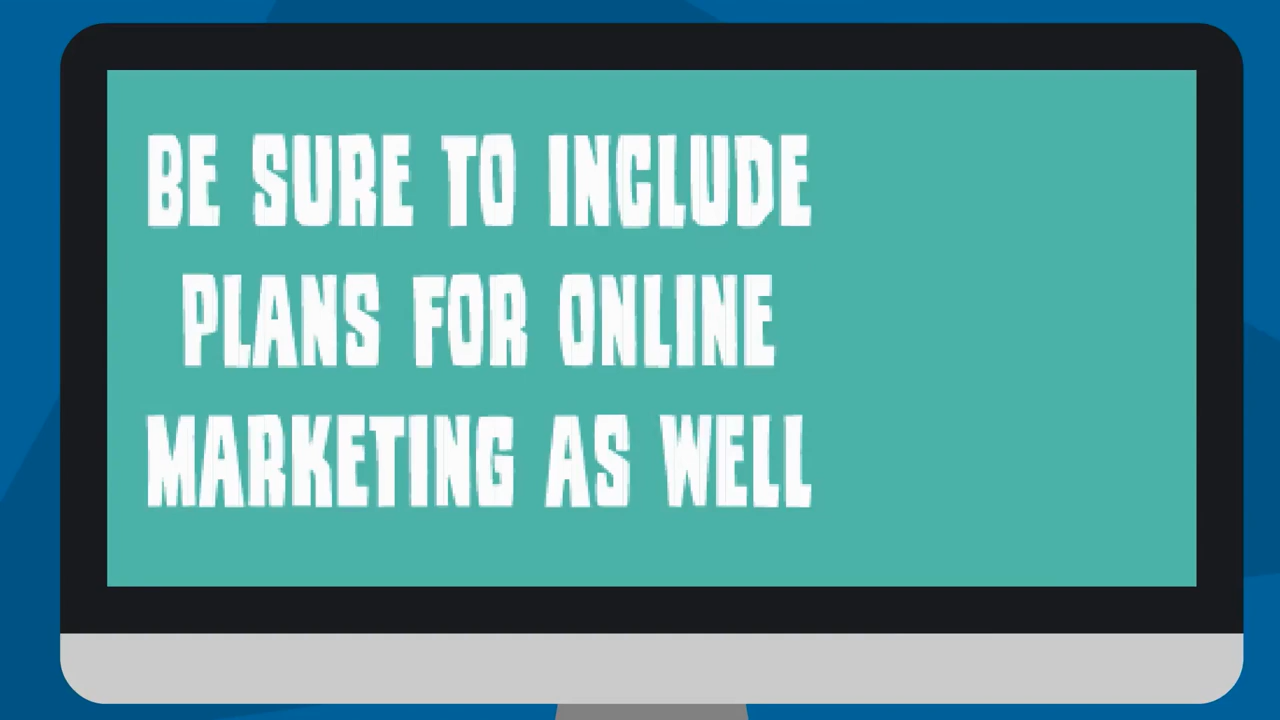 BE SURE TO INCLUDE
PLANS FOR ONLINE
MARKETING AS WELL